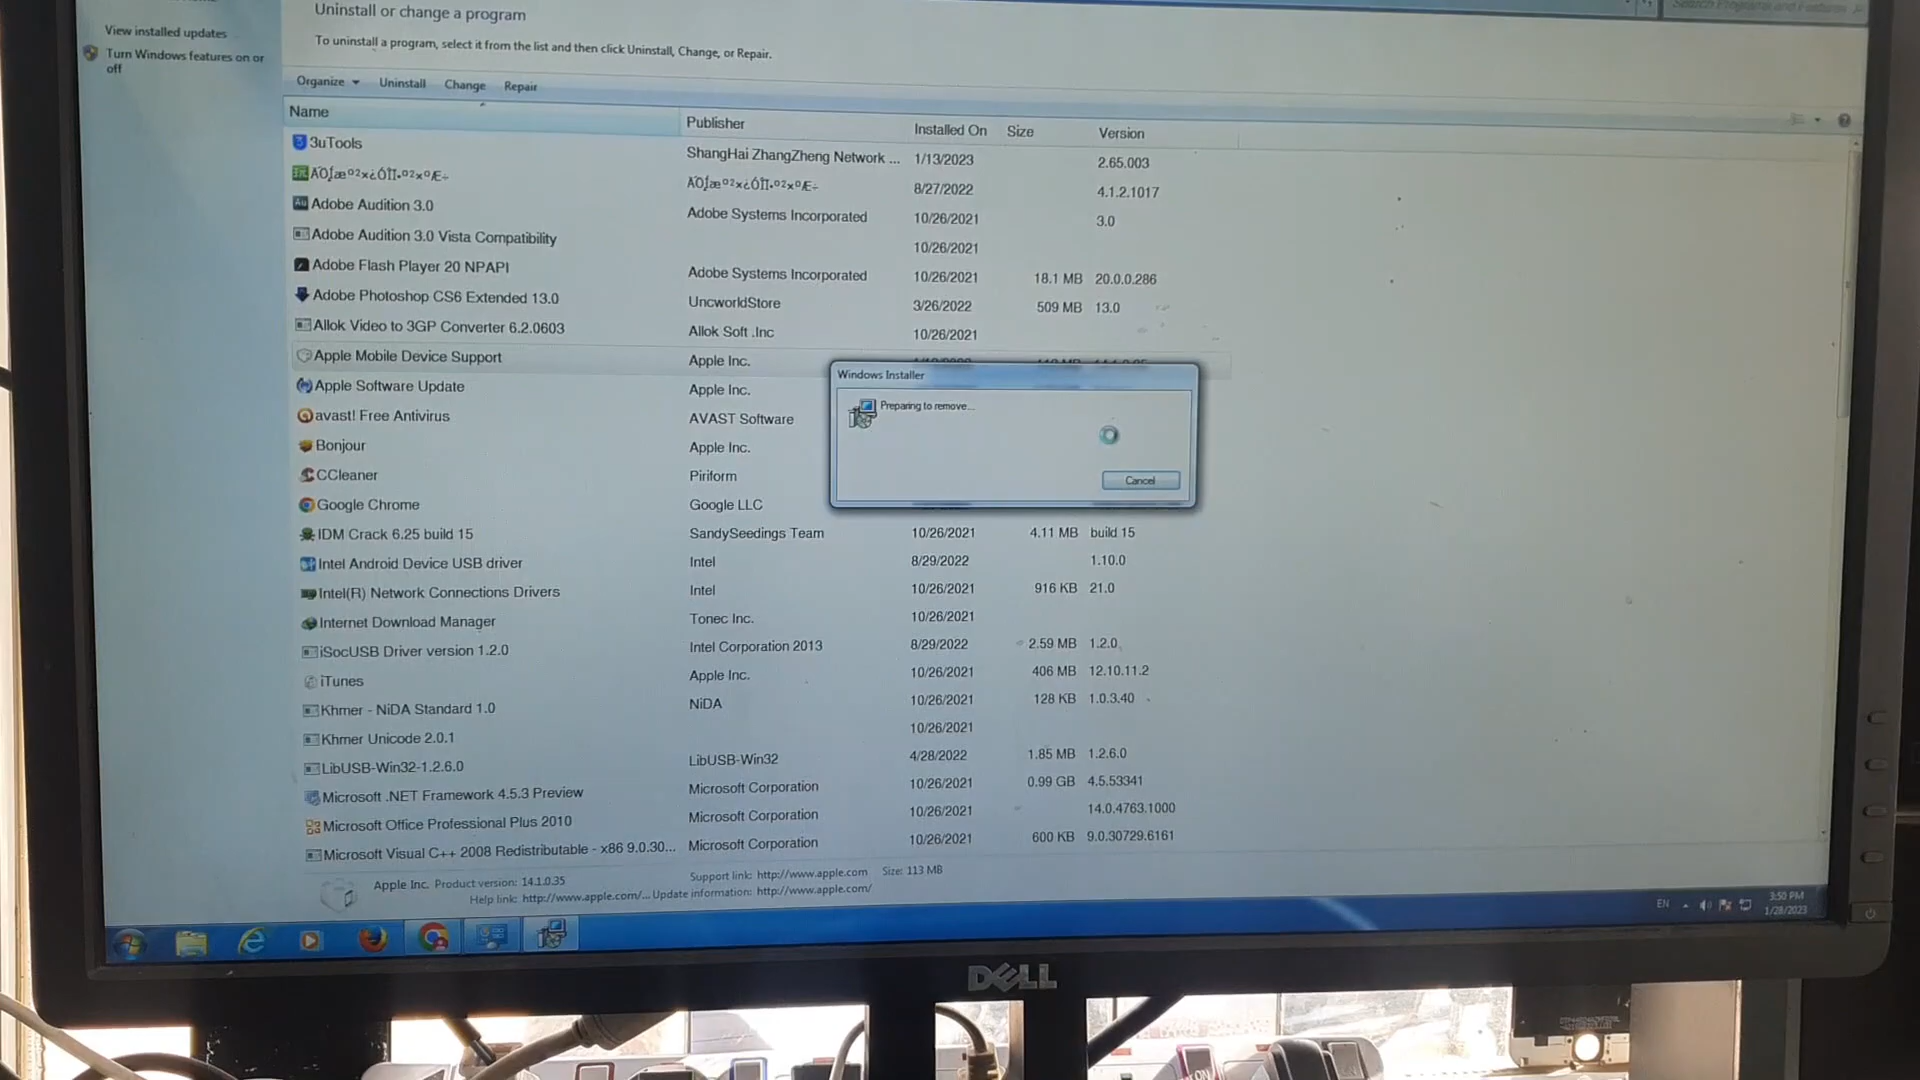 Uninstall or change a program
To uninstall a program, select it from the list and then click Uninstall, Change, or Repair.
Search Programs and Features
View installed updates
Turn Windows features on or off
Organize Uninstall Change Repair
Name Publisher Installed On Size Version
3uTools ShangHai ZhangZheng Network ... 1/13/2023 2.65.003
8/27/2022 4.1.2.1017
Adobe Audition 3.0 Adobe Systems Incorporated 10/26/2021 3.0
Adobe Audition 3.0 Vista Compatibility 10/26/2021
Adobe Flash Player 20 NPAPI Adobe Systems Incorporated 10/26/2021 18.1 MB 20.0.0.286
Adobe Photoshop CS6 Extended 13.0 UncworldStore 3/26/2022 509 MB 13.0
Allok Video to 3GP Converter 6.2.0603 Allok Soft .Inc 10/26/2021
Apple Mobile Device Support Apple Inc.
Apple Software Update Apple Inc.
avast! Free Antivirus AVAST Software
Bonjour Apple Inc.
CCleaner Piriform
Google Chrome Google LLC
Windows Installer
Preparing to remove...
Cancel
IDM Crack 6.25 build 15 SandySeedings Team 10/26/2021 4.11 MB build 15
Intel Android Device USB driver Intel 8/29/2022 1.10.0
Intel(R) Network Connections Drivers Intel 10/26/2021 916 KB 21.0
Internet Download Manager Tonec Inc. 10/26/2021
iSocUSB Driver version 1.2.0 Intel Corporation 2013 8/29/2022 2.59 MB 1.2.0
iTunes Apple Inc. 10/26/2021 406 MB 12.10.11.2
Khmer - NiDA Standard 1.0 NiDA 10/26/2021 128 KB 1.0.3.40
Khmer Unicode 2.0.1 10/26/2021
LibUSB-Win32-1.2.6.0 LibUSB-Win32 4/28/2022 1.85 MB 1.2.6.0
Microsoft .NET Framework 4.5.3 Preview Microsoft Corporation 10/26/2021 0.99 GB 4.5.53341
Microsoft Office Professional Plus 2010 Microsoft Corporation 10/26/2021 14.0.4763.1000
Microsoft Visual C++ 2008 Redistributable - x86 9.0.30... Microsoft Corporation 10/26/2021 600 KB 9.0.30729.6161
Apple Inc. Product version: 14.1.0.35 Support link: http://www.apple.com Size: 113 MB
Help link: http://www.apple.com/... Update information: http://www.apple.com/
EN 3:50 PM
1/28/2023
DELL